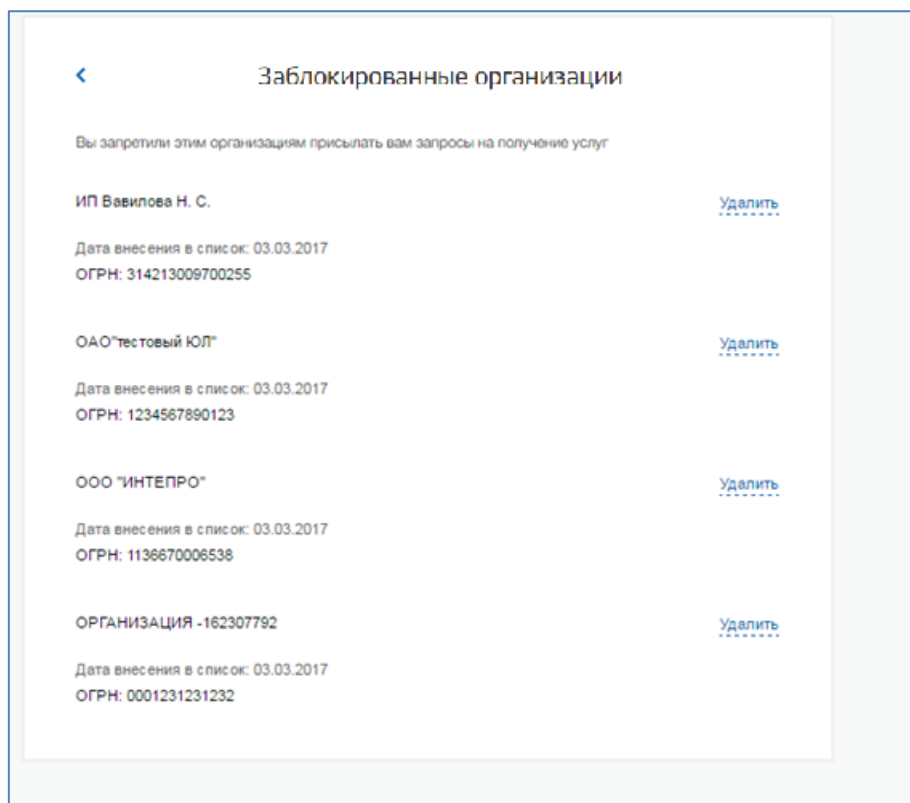 Заблокированные организации
Вы запретили этим организациям присылать вам запросы на получение услуг
ИП Вавилова Н. С.
Удалить
Дата внесения в список: 03.03.2017
ОГРН: 314213009700255
ОАО"тестовый ЮЛ"
Удалить
Дата внесения в список: 03.03.2017
ОГРН: 1234567890123
ООО "ИНТЕПРО"
Удалить
Дата внесения в список: 03.03.2017
ОГРН: 1136670006538
ОРГАНИЗАЦИЯ -162307792
Удалить
Дата внесения в список: 03.03.2017
ОГРН: 0001231231232